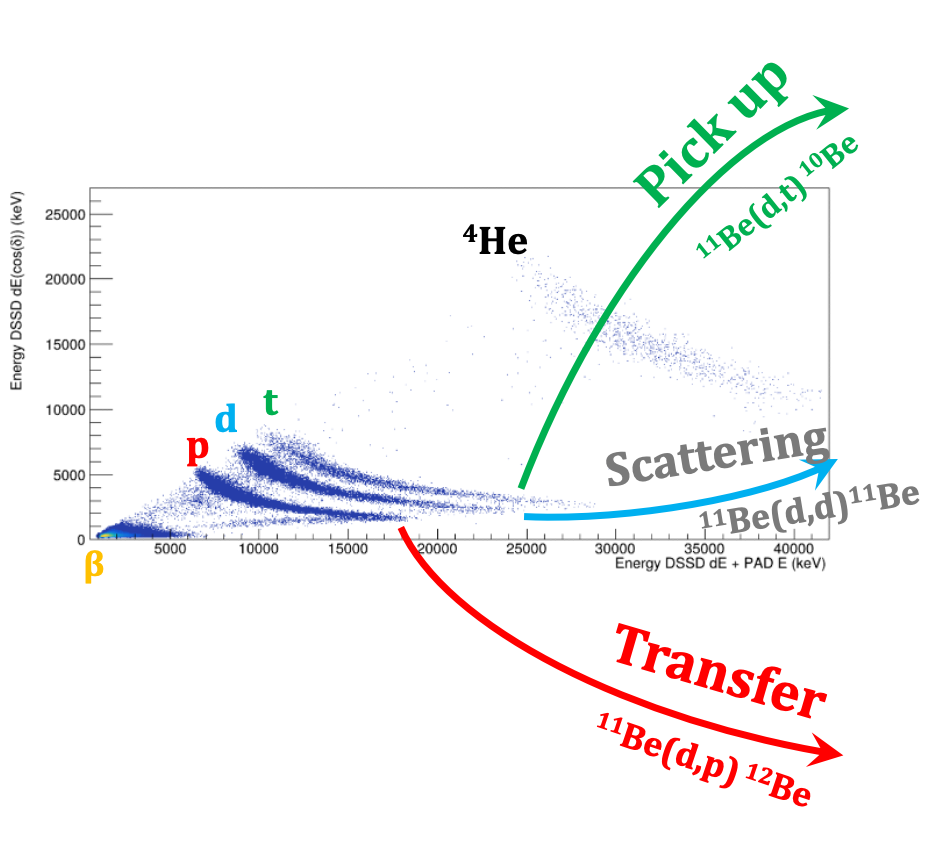 Pick up
¹¹Be(d,t) ¹⁰Be
Energy DSSD dE(cos(δ)) (keV)
25000
20000
15000
10000
5000
0
⁴He
t
d
p
β
Scattering
¹¹Be(d,d)¹¹Be
5000
10000
15000
20000
25000
30000
35000
40000
Energy DSSD dE + PAD E (keV)
Transfer
¹¹Be(d,p) ¹²Be